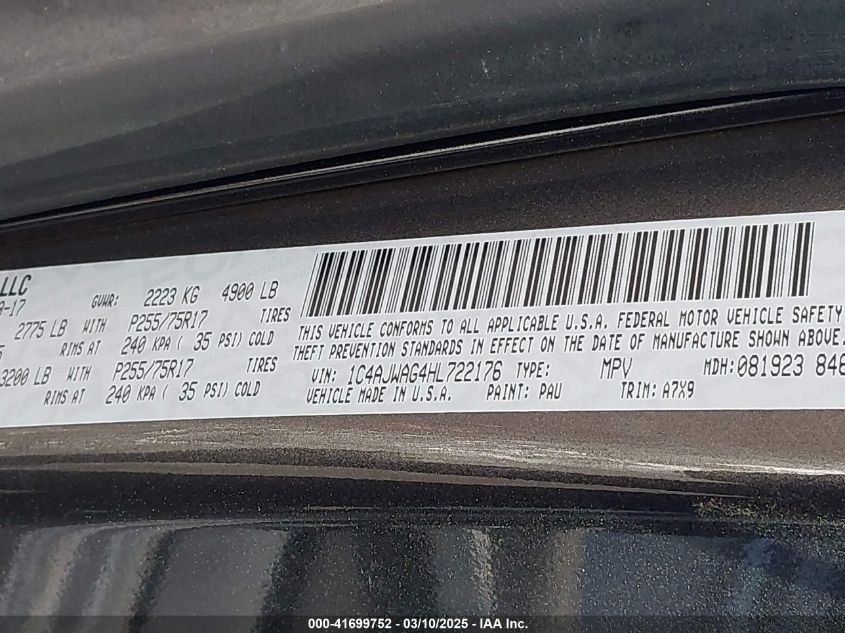 LLC
-17 GVWR: 2223 KG 4900 LB
2775 LB WITH P255/75R17 TIRES
RIMS AT 240 KPA ( 35 PSI) COLD
3200 LB WITH P255/75R17 TIRES
RIMS AT 240 KPA ( 35 PSI) COLD
THIS VEHICLE CONFORMS TO ALL APPLICABLE U.S.A. FEDERAL MOTOR VEHICLE SAFETY
THEFT PREVENTION STANDARDS IN EFFECT ON THE DATE OF MANUFACTURE SHOWN ABOVE.
VIN: 1C4AJWAG4HL722176 TYPE: MPV MDH: 081923 846
VEHICLE MADE IN U.S.A. PAINT: PAU TRIM: A7X9
000-41699752 - 03/10/2025 - IAA Inc.